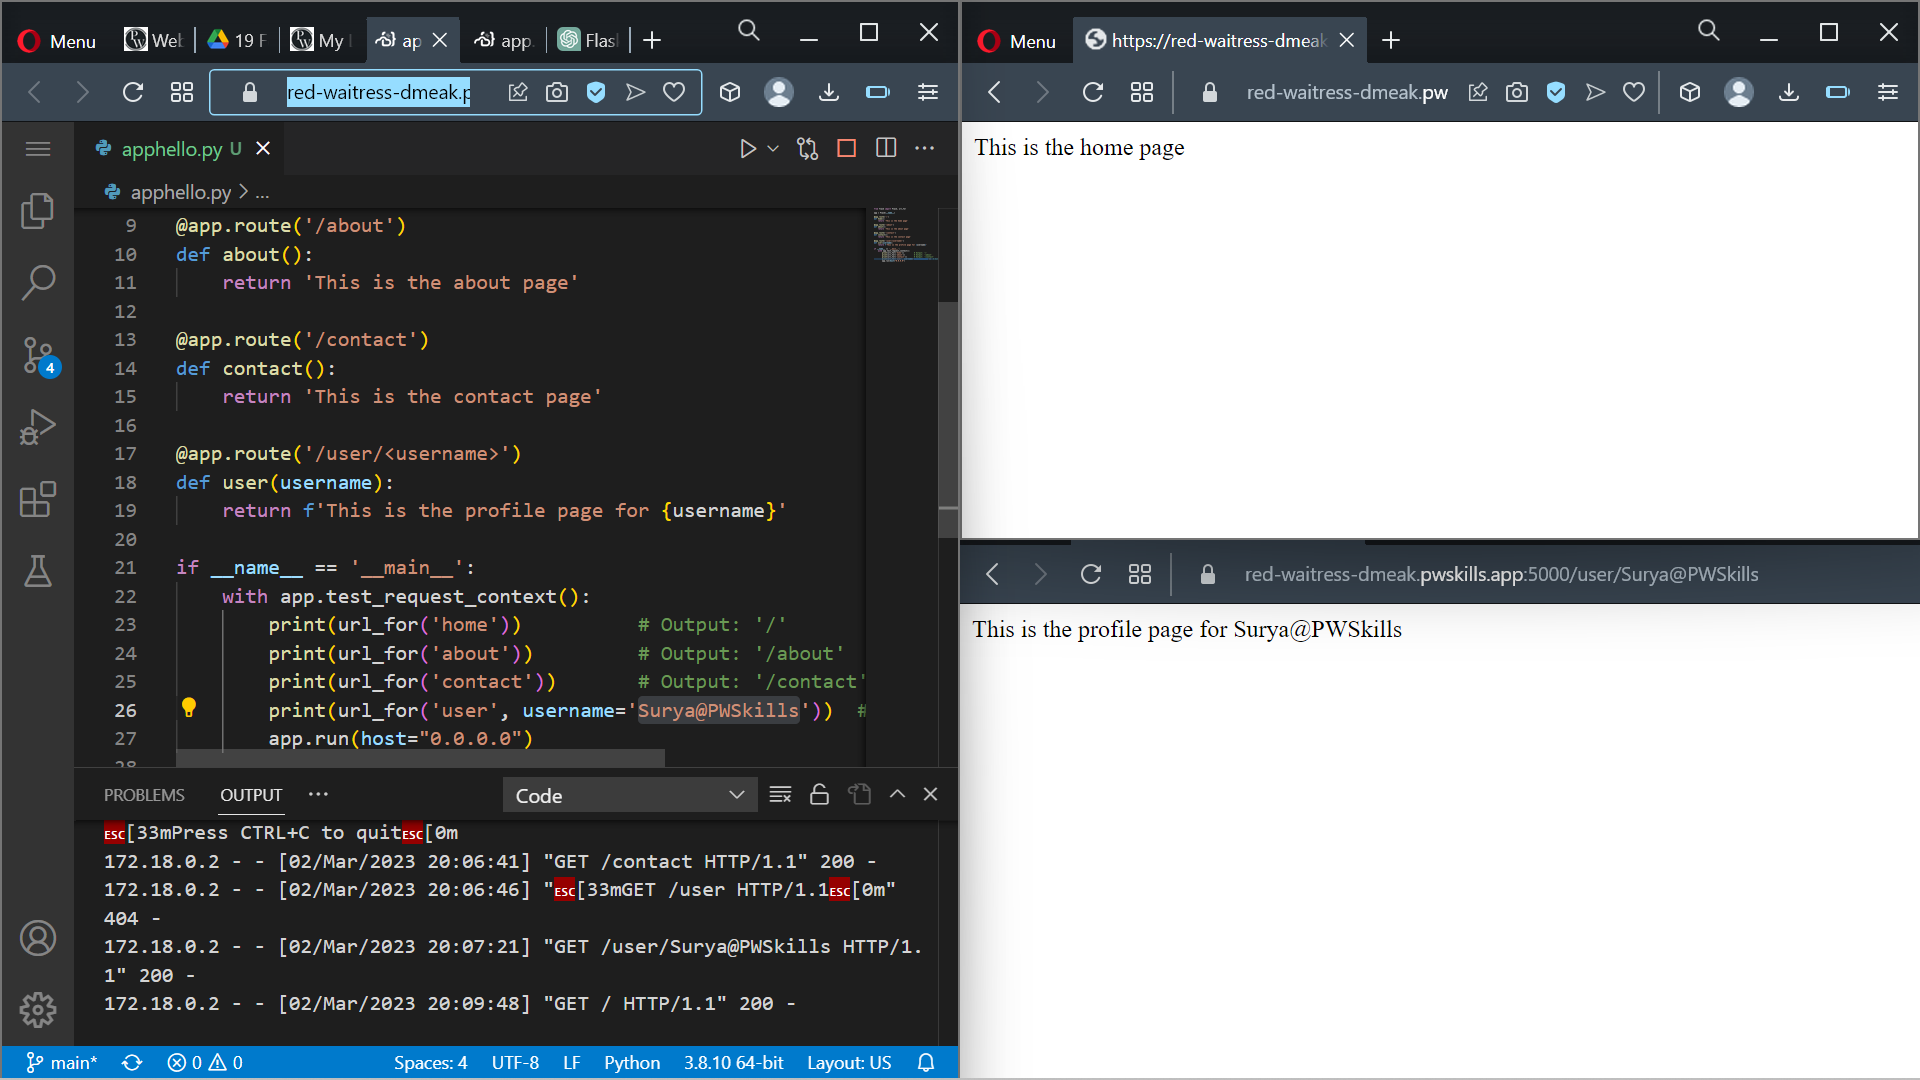 Menu
Web
19 F
My
ap
app.
Flas
red-waitress-dmeak.p
apphello.py U
apphello.py > ...
9 @app.route('/about')
10 def about():
11 return 'This is the about page'
12
13 @app.route('/contact')
14 def contact():
15 return 'This is the contact page'
16
17 @app.route('/user/<username>')
18 def user(username):
19 return f'This is the profile page for {username}'
20
21 if __name__ == '__main__':
22 with app.test_request_context():
23 print(url_for('home')) # Output: '/'
24 print(url_for('about')) # Output: '/about'
25 print(url_for('contact')) # Output: '/contact'
26 print(url_for('user', username='Surya@PWSkills')) #
27 app.run(host="0.0.0.0")
28
4
PROBLEMS OUTPUT ... Code
ESC[33mPress CTRL+C to quitESC[0m
172.18.0.2 - - [02/Mar/2023 20:06:41] "GET /contact HTTP/1.1" 200 -
172.18.0.2 - - [02/Mar/2023 20:06:46] "ESC[33mGET /user HTTP/1.1ESC[0m"
404 -
172.18.0.2 - - [02/Mar/2023 20:07:21] "GET /user/Surya@PWSkills HTTP/1.
1" 200 -
172.18.0.2 - - [02/Mar/2023 20:09:48] "GET / HTTP/1.1" 200 -
main* 0 0 Spaces: 4 UTF-8 LF Python 3.8.10 64-bit Layout: US
Menu
https://red-waitress-dmeak
red-waitress-dmeak.pw
This is the home page
red-waitress-dmeak.pwskills.app:5000/user/Surya@PWSkills
This is the profile page for Surya@PWSkills